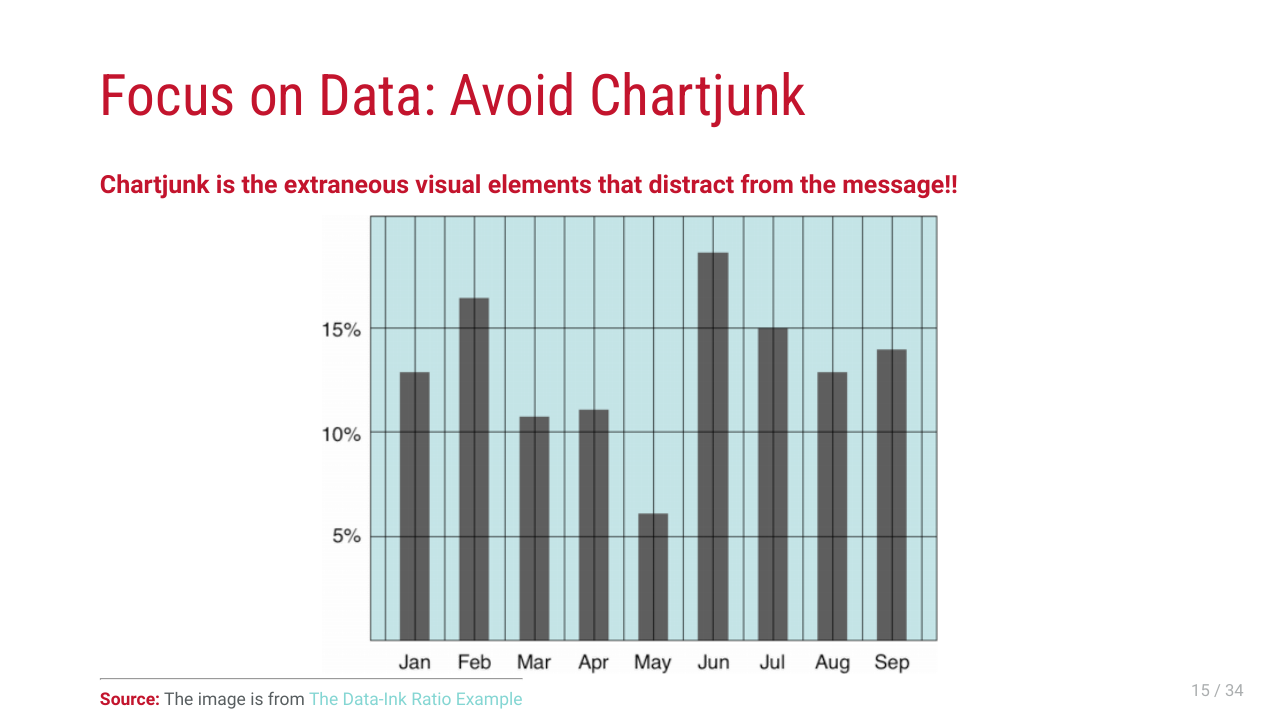 Focus on Data: Avoid Chartjunk
Chartjunk is the extraneous visual elements that distract from the message!!
15%
10%
5%
Jan Feb Mar Apr May Jun Jul Aug Sep
Source: The image is from The Data-Ink Ratio Example
15 / 34